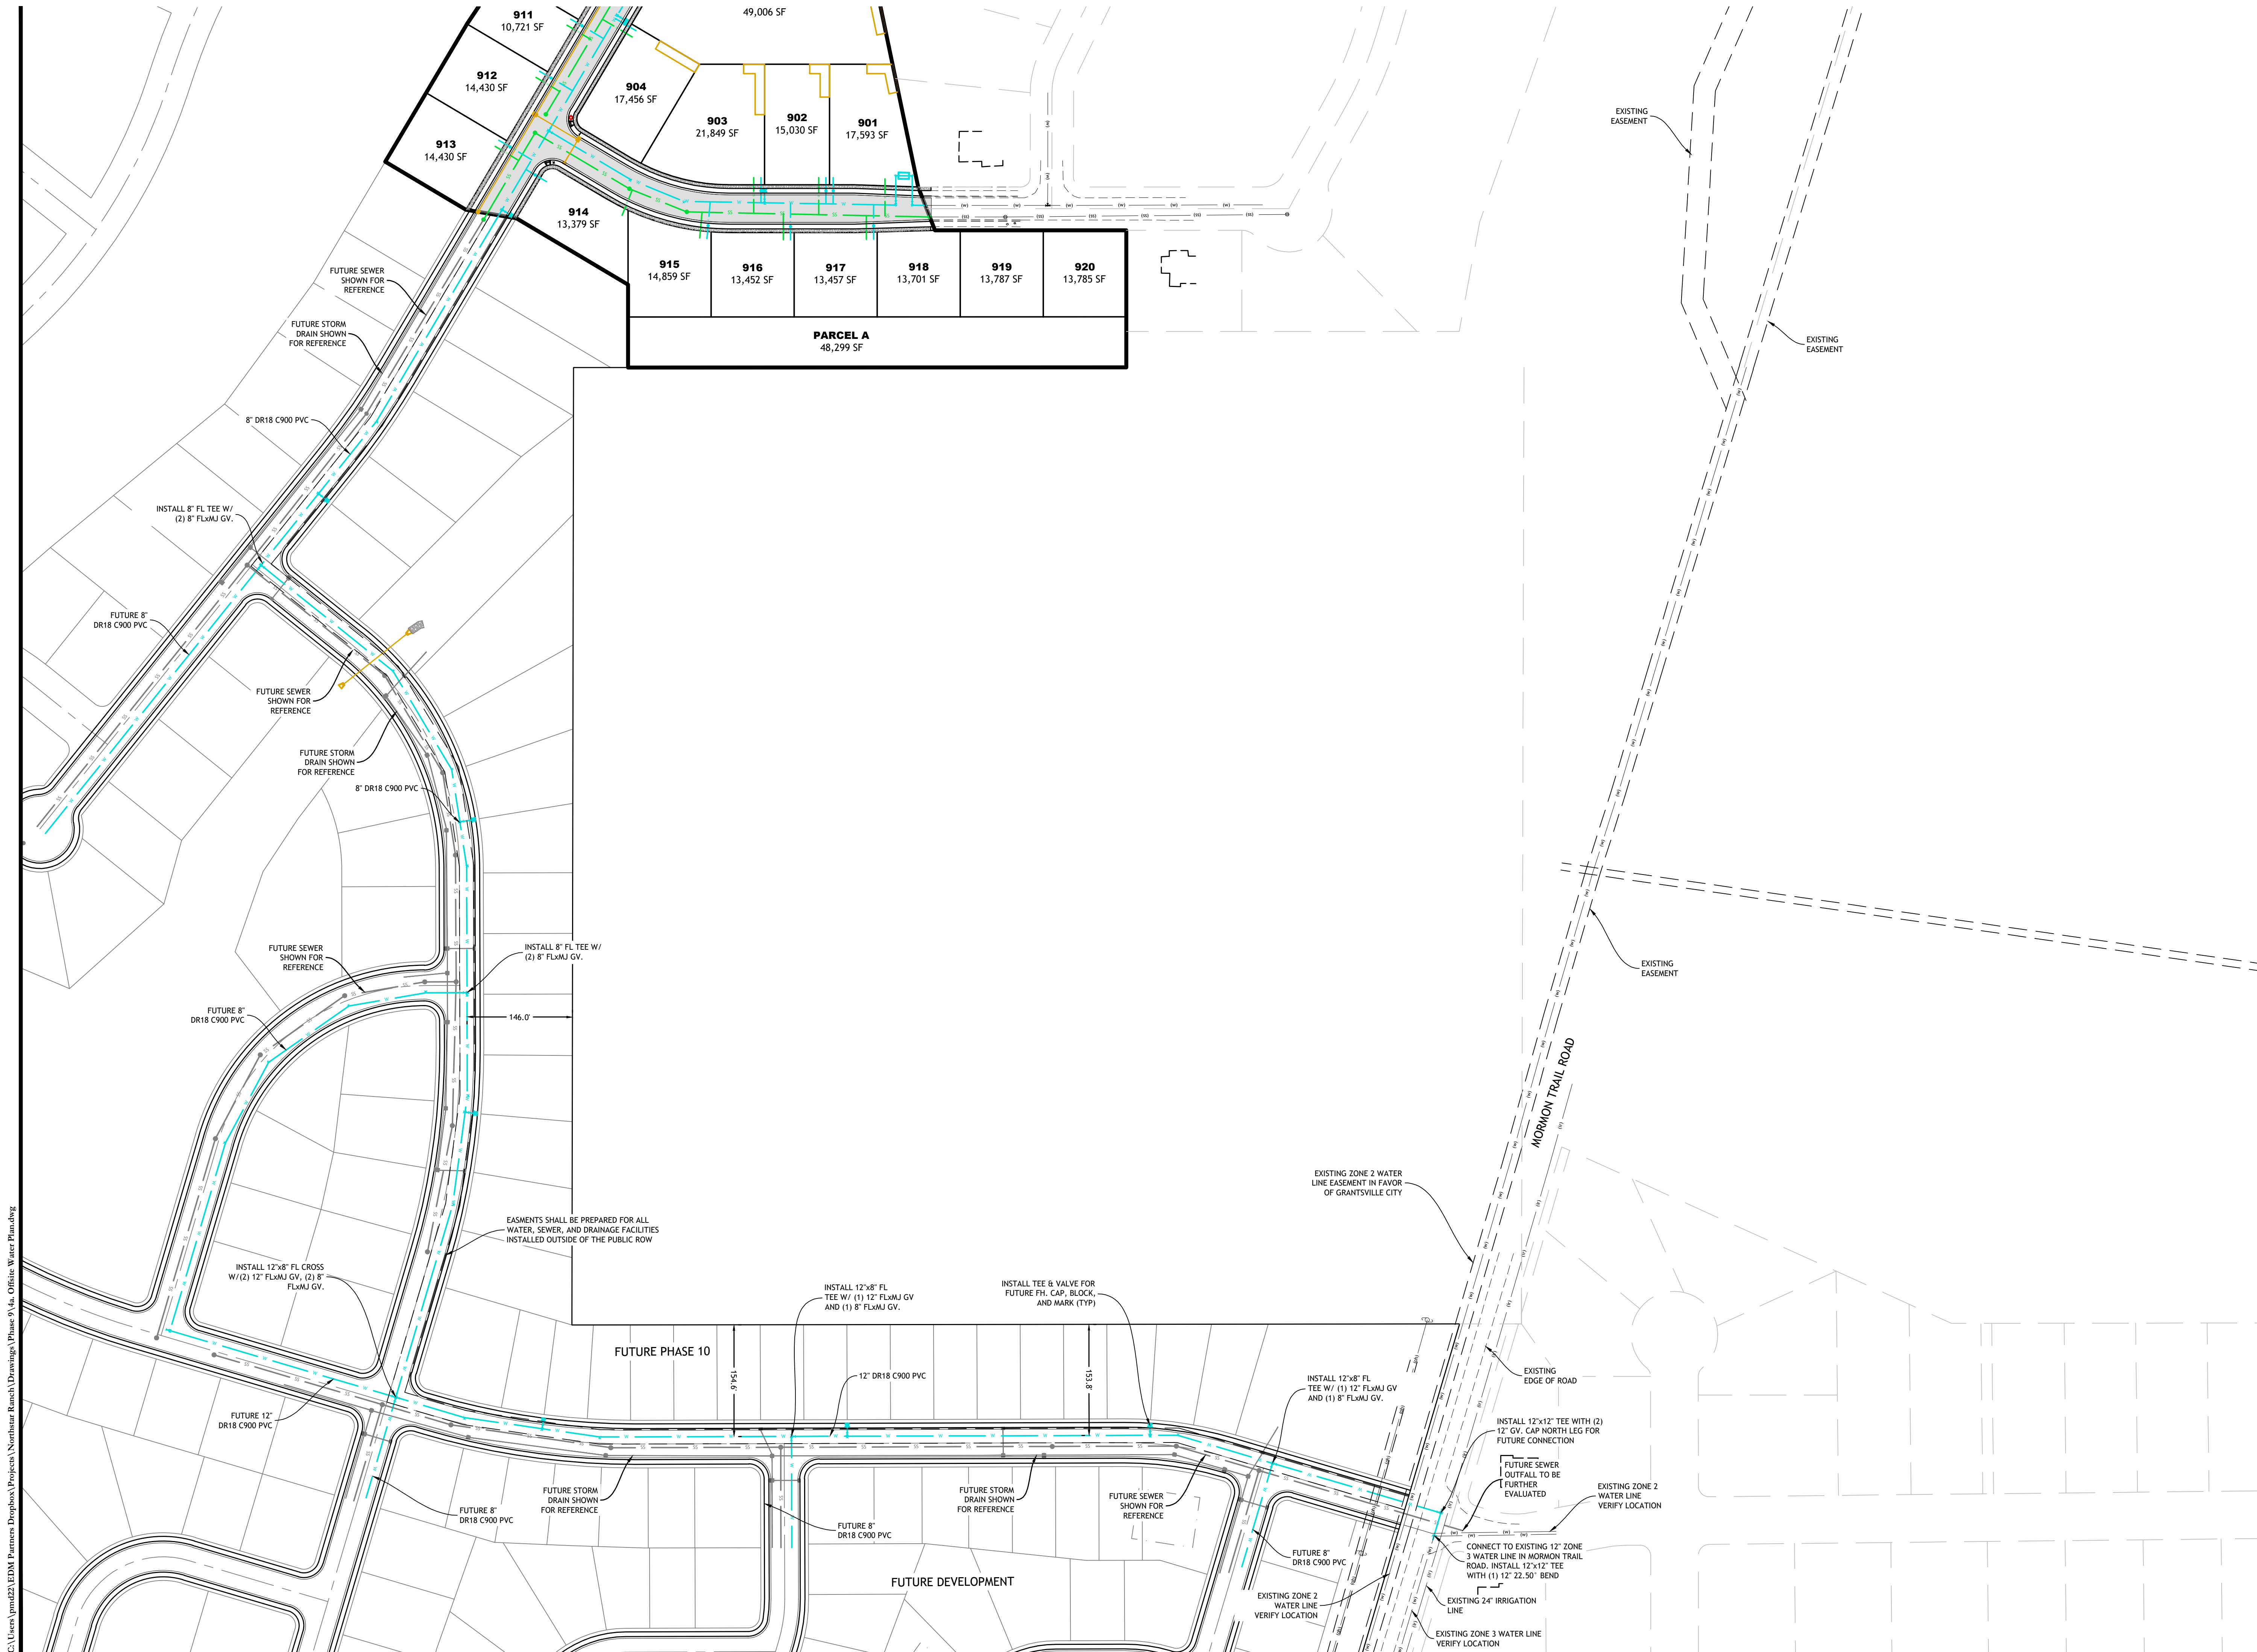 911
10,721 SF
49,006 SF
912
14,430 SF
904
17,456 SF
903
21,849 SF
902
15,030 SF
901
17,593 SF
913
14,430 SF
EXISTING
EASEMENT
914
13,379 SF
915
14,859 SF
916
13,452 SF
917
13,457 SF
918
13,701 SF
919
13,787 SF
920
13,785 SF
PARCEL A
48,299 SF
FUTURE SEWER
SHOWN FOR
REFERENCE
FUTURE STORM
DRAIN SHOWN
FOR REFERENCE
EXISTING
EASEMENT
8" DR18 C900 PVC
INSTALL 8" FL TEE W/
(2) 8" FLxMJ GV.
FUTURE 8"
DR18 C900 PVC
FUTURE SEWER
SHOWN FOR
REFERENCE
FUTURE STORM
DRAIN SHOWN
FOR REFERENCE
8" DR18 C900 PVC
FUTURE SEWER
SHOWN FOR
REFERENCE
INSTALL 8" FL TEE W/
(2) 8" FLxMJ GV.
EXISTING
EASEMENT
FUTURE 8"
DR18 C900 PVC
146.0'
MORMON TRAIL ROAD
EXISTING ZONE 2 WATER
LINE EASEMENT IN FAVOR
OF GRANTSVILLE CITY
EASMENTS SHALL BE PREPARED FOR ALL
WATER, SEWER, AND DRAINAGE FACILITIES
INSTALLED OUTSIDE OF THE PUBLIC ROW
INSTALL 12"x8" FL CROSS
W/(2) 12" FLxMJ GV, (2) 8"
FLxMJ GV.
INSTALL 12"x8" FL
TEE W/ (1) 12" FLxMJ GV
AND (1) 8" FLxMJ GV.
INSTALL TEE & VALVE FOR
FUTURE FH. CAP, BLOCK,
AND MARK (TYP)
FUTURE PHASE 10
154.6'
12" DR18 C900 PVC
153.8'
EXISTING
EDGE OF ROAD
INSTALL 12"x8" FL
TEE W/ (1) 12" FLxMJ GV
AND (1) 8" FLxMJ GV.
FUTURE 12"
DR18 C900 PVC
INSTALL 12"x12" TEE WITH (2)
12" GV. CAP NORTH LEG FOR
FUTURE CONNECTION
FUTURE SEWER
OUTFALL TO BE
FURTHER
EVALUATED
EXISTING ZONE 2
WATER LINE
VERIFY LOCATION
FUTURE 8"
DR18 C900 PVC
FUTURE STORM
DRAIN SHOWN
FOR REFERENCE
FUTURE 8"
DR18 C900 PVC
FUTURE STORM
DRAIN SHOWN
FOR REFERENCE
FUTURE SEWER
SHOWN FOR
REFERENCE
FUTURE 8"
DR18 C900 PVC
CONNECT TO EXISTING 12" ZONE
3 WATER LINE IN MORMON TRAIL
ROAD. INSTALL 12"x12" TEE
WITH (1) 12" 22.50° BEND
FUTURE DEVELOPMENT
EXISTING ZONE 2
WATER LINE
VERIFY LOCATION
EXISTING 24" IRRIGATION
LINE
EXISTING ZONE 3 WATER LINE
VERIFY LOCATION
C:\Users\pmd22\EDM Partners Dropbox\Projects\Northstar Ranch\Drawings\Phase 9\4a. Offsite Water Plan.dwg